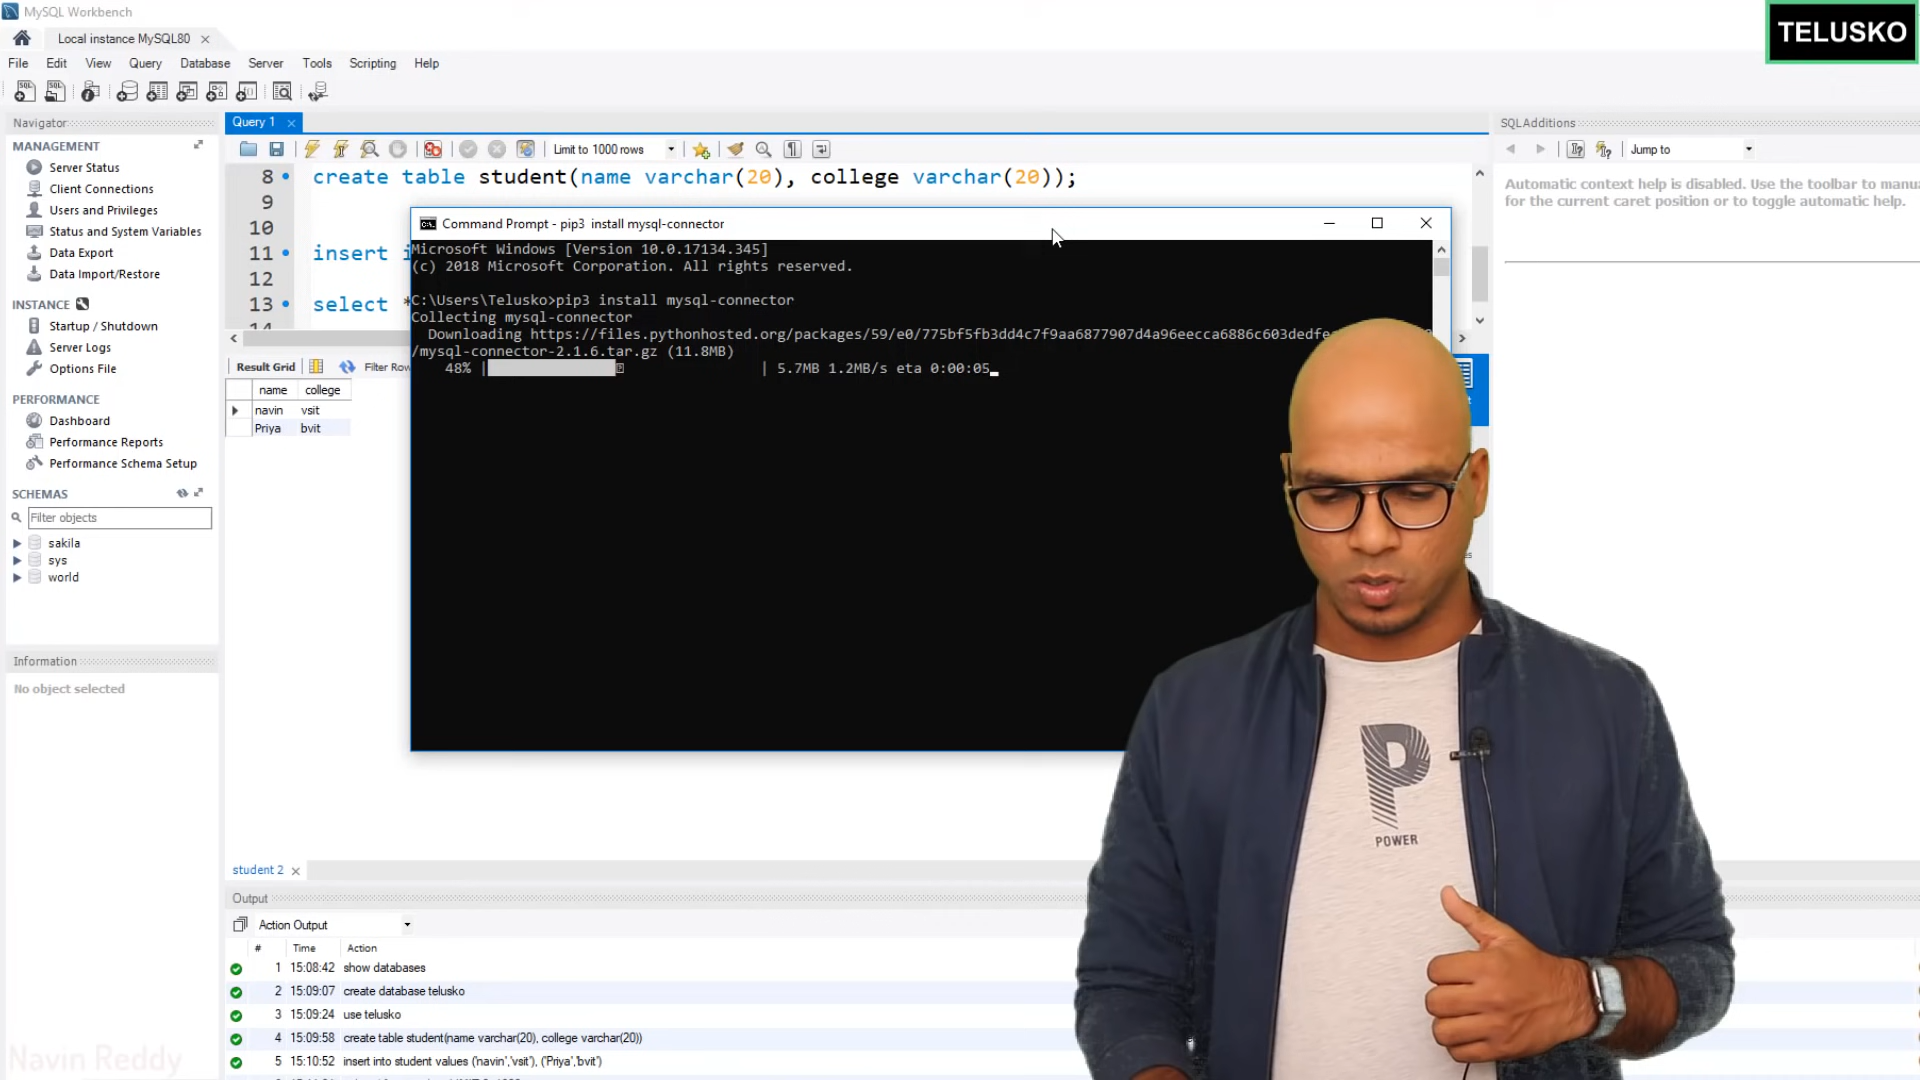 MySQL Workbench
TELUSKO
Local instance MySQL80
File Edit View Query Database Server Tools Scripting Help
Navigator
MANAGEMENT
Server Status
Client Connections
Users and Privileges
Status and System Variables
Data Export
Data Import/Restore
INSTANCE
Startup / Shutdown
Server Logs
Options File
PERFORMANCE
Dashboard
Performance Reports
Performance Schema Setup
SCHEMAS
Filter objects
sakila
sys
world
Information
No object selected
Query 1
Limit to 1000 rows
8 create table student(name varchar(20), college varchar(20));
9
10
11 insert i
12
13 select *
Command Prompt - pip3 install mysql-connector
Microsoft Windows [Version 10.0.17134.345]
(c) 2018 Microsoft Corporation. All rights reserved.
C:\Users\Telusko>pip3 install mysql-connector
Collecting mysql-connector
Downloading https://files.pythonhosted.org/packages/59/e0/775bf5fb3dd4c7f9aa6877907d4a96eecca6886c603dedfe
/mysql-connector-2.1.6.tar.gz (11.8MB)
48% | | 5.7MB 1.2MB/s eta 0:00:05
Result Grid Filter Row
name college
navin vsit
Priya bvit
SQLAdditions
Jump to
Automatic context help is disabled. Use the toolbar to manu
for the current caret position or to toggle automatic help.
P
POWER
student 2
Output
Action Output
# Time Action
1 15:08:42 show databases
2 15:09:07 create database telusko
3 15:09:24 use telusko
4 15:09:58 create table student(name varchar(20), college varchar(20))
5 15:10:52 insert into student values ('navin','vsit'), ('Priya','bvit')
Navin Reddy